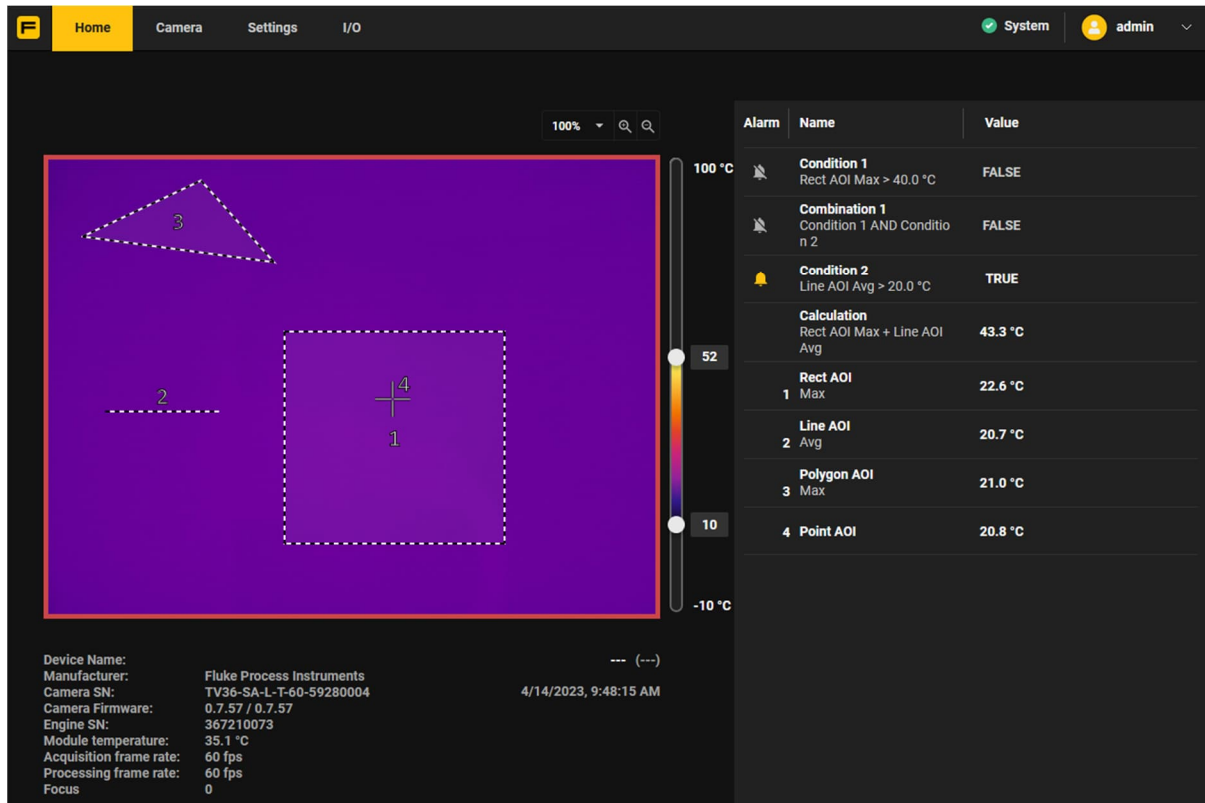 F Home Camera Settings I/O System admin
100%
100 °C
52
10
-10 °C
3
2
4
1
Alarm Name Value
Condition 1
Rect AOI Max > 40.0 °C FALSE
Combination 1
Condition 1 AND Conditio FALSE
n 2
Condition 2
Line AOI Avg > 20.0 °C TRUE
Calculation
Rect AOI Max + Line AOI 43.3 °C
Avg
Rect AOI
1 Max 22.6 °C
Line AOI
2 Avg 20.7 °C
Polygon AOI
3 Max 21.0 °C
4 Point AOI 20.8 °C
Device Name: --- (---)
Manufacturer: Fluke Process Instruments
Camera SN: TV36-SA-L-T-60-59280004 4/14/2023, 9:48:15 AM
Camera Firmware: 0.7.57 / 0.7.57
Engine SN: 367210073
Module temperature: 35.1 °C
Acquisition frame rate: 60 fps
Processing frame rate: 60 fps
Focus 0